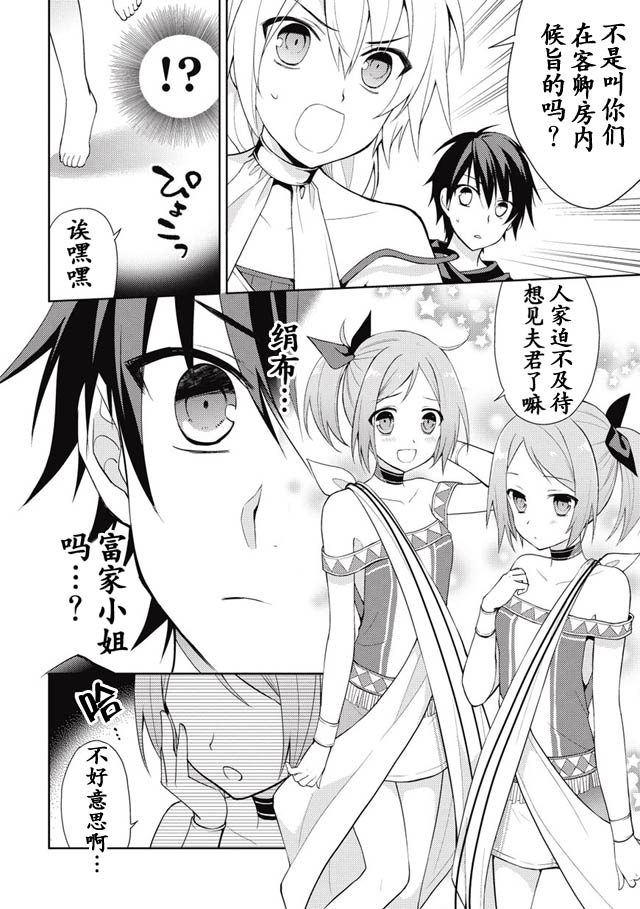 不是叫你们
在客卿房内
候旨的吗？
！？
ぴょこっ
诶嘿嘿
人家迫不及待
想见夫君了嘛
绢布…
富家小姐
吗…？
哈…
不好意思啊…